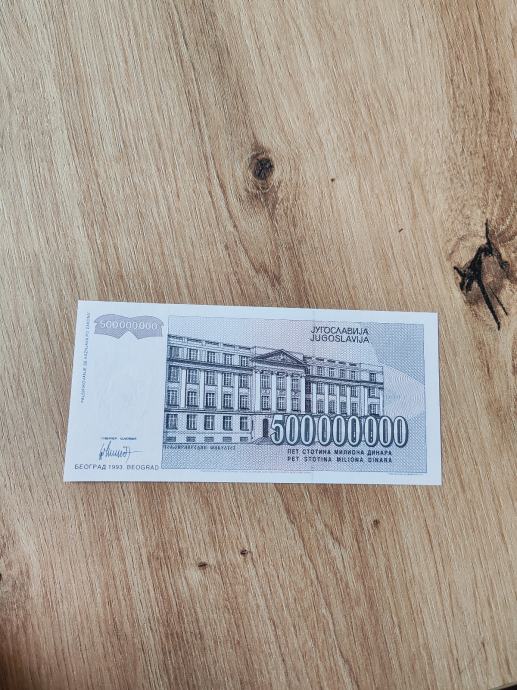 500000000
ЈУГОСЛАВИЈА
JUGOSLAVIJA
500000000
ПЕТ СТОТИНА МИЛИОНА ДИНАРА
PET STOTINA MILIONA DINARA
БЕОГРАД 1993. BEOGRAD